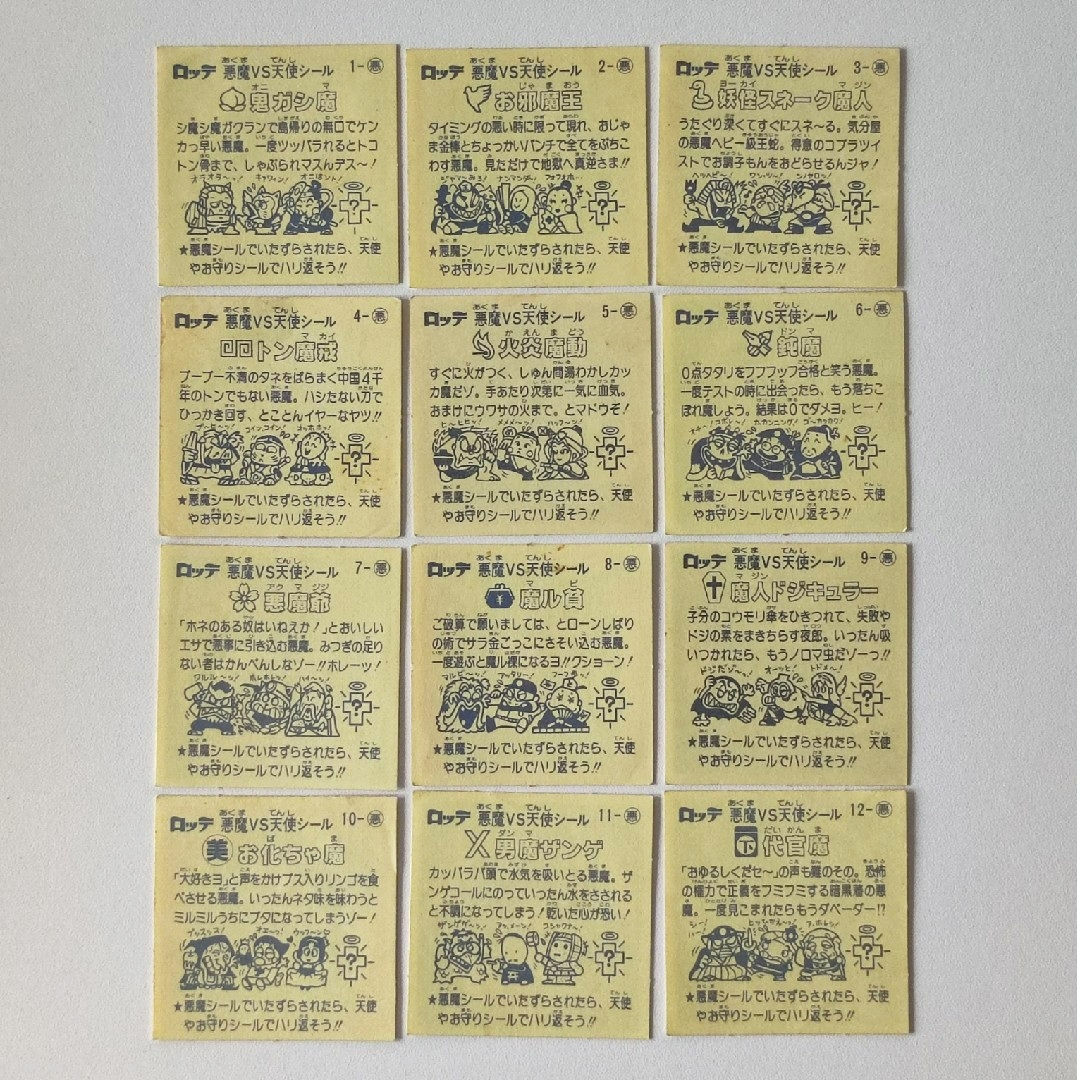 ロッテ 悪魔VS天使シール 1-悪
鬼ガシ魔
シ魔シ魔ガクランで島帰りの無口でケン
カっ早い悪魔。一度ツッパラれるとトコ
トン骨まで、しゃぶられマスんデス〜!
★悪魔シールでいたずらされたら、天使
やお守りシールでハリ返そう!!
ロッテ 悪魔VS天使シール 2-悪
お邪魔王
タイミングの悪い時に限って現れ、おじゃ
ま金棒とちょっかいパンチで全てをぶちこ
わす悪魔。見ただけで地獄へ真逆さま!!
★悪魔シールでいたずらされたら、天使
やお守りシールでハリ返そう!!
ロッテ 悪魔VS天使シール 3-悪
妖怪スネーク魔人
うたぐり深くてすぐにスネ〜る。気分屋
の悪魔ヘビー級王蛇。得意のコブラツイ
ストでお調子もんをおどらせるんジャ!
★悪魔シールでいたずらされたら、天使
やお守りシールでハリ返そう!!
ロッテ 悪魔VS天使シール 4-悪
トン魔戒
ブーブー不満のタネをばらまく中国4千
年のトンでもない悪魔。ハシたない刀で
ひっかき回す、とことんイヤーなヤツ!!
★悪魔シールでいたずらされたら、天使
やお守りシールでハリ返そう!!
ロッテ 悪魔VS天使シール 5-悪
火炎魔動
すぐに火がつく、しゅん間湯わかしカッ
カ魔だゾ。手あたり次第に一気に血気。
おまけにウワサの火まで。とマドウぞ!
★悪魔シールでいたずらされたら、天使
やお守りシールでハリ返そう!!
ロッテ 悪魔VS天使シール 6-悪
鈍魔
0点タタリをフフフッフ合格と笑う悪魔。
一度テストの時に出会ったら、もう落ちこ
ぼれ魔しょう。結果は0でダメヨ。ヒー!
★悪魔シールでいたずらされたら、天使
やお守りシールでハリ返そう!!
ロッテ 悪魔VS天使シール 7-悪
悪魔爺
「ホネのある奴はいねえか!」とおいしい
エサで悪事に引き込む悪魔。みつぎの足り
ない者はかんべんしなゾー!!ホレーッ!
★悪魔シールでいたずらされたら、天使
やお守りシールでハリ返そう!!
ロッテ 悪魔VS天使シール 8-悪
魔ル貧
ご破算で願いましては、とローンしばり
の術でサラ金ごっこにさそい込む悪魔。
一度遊ぶと魔ル裸になるヨ!!クショーン!
★悪魔シールでいたずらされたら、天使
やお守りシールでハリ返そう!!
ロッテ 悪魔VS天使シール 9-悪
魔人ドジキュラー
子分のコウモリ傘をひきつれて、失敗や
ドジの素をまきちらす夜郎。いったん吸
いつかれたら、もうノロマ虫だゾーっ!!
★悪魔シールでいたずらされたら、天使
やお守りシールでハリ返そう!!
ロッテ 悪魔VS天使シール 10-悪
美 お化ちゃ魔
「大好きヨ」と声をかけブス入りリンゴを食
べさせる悪魔。いったんネタ味を味わうと
ミルミルうちにブタになってしまうゾー!
★悪魔シールでいたずらされたら、天使
やお守りシールでハリ返そう!!
ロッテ 悪魔VS天使シール 11-悪
男魔ザンゲ
カッパラパ頭で水気を吸いとる悪魔。ザ
ンゲコールにのっていったん水をさされる
と不調になってしまう!乾いた心が恐い!
★悪魔シールでいたずらされたら、天使
やお守りシールでハリ返そう!!
ロッテ 悪魔VS天使シール 12-悪
下 代官魔
「おゆるしくだセ〜」の声も難のその。恐怖
の権力で正義をフミフミする暗黒着の悪
魔。一度見こまれたらもうダベーダー!?
★悪魔シールでいたずらされたら、天使
やお守りシールでハリ返そう!!